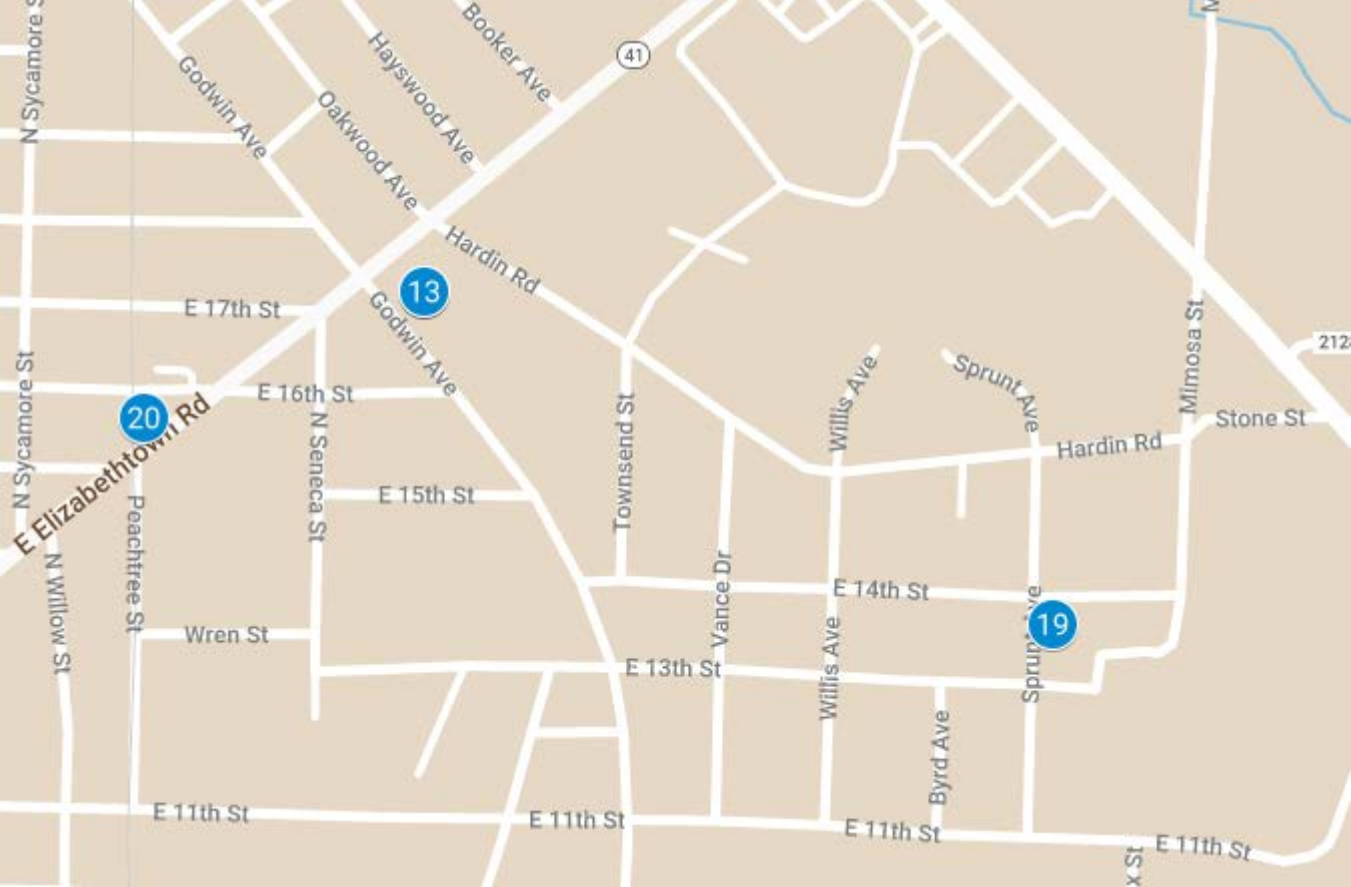 N Sycamore S
Godwin Ave
Oakwood Ave
Hayswood Ave
Booker Ave
41
Hardin Rd
13
E 17th St
Godwin Ave
E 16th St
20
N Sycamore St
E Elizabethtown Rd
Peachtree St
N Willow St
N Seneca St
E 15th St
Wren St
Townsend St
Vance Dr
Willis Ave
Sprunt Ave
Hardin Rd
Mimosa St
Stone St
212
E 14th St
19
Sprunt Ave
Willis Ave
E 13th St
Byrd Ave
E 11th St
E 11th St
E 11th St
E 11th St
x St
M